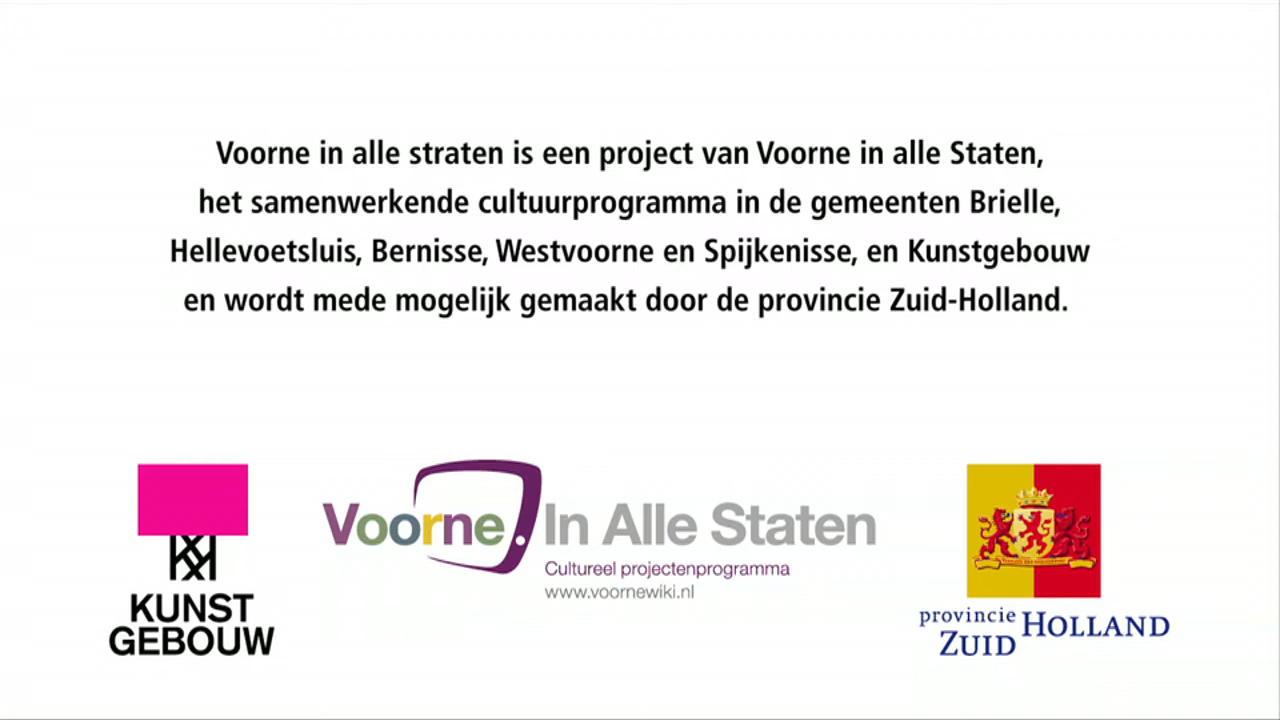 Voorne in alle straten is een project van Voorne in alle Staten,
het samenwerkende cultuurprogramma in de gemeenten Brielle,
Hellevoetsluis, Bernisse, Westvoorne en Spijkenisse, en Kunstgebouw
en wordt mede mogelijk gemaakt door de provincie Zuid-Holland.
KUNST
GEBOUW
Voorne. In Alle Staten
Cultureel projectenprogramma
www.voornewiki.nl
provincie HOLLAND
ZUID